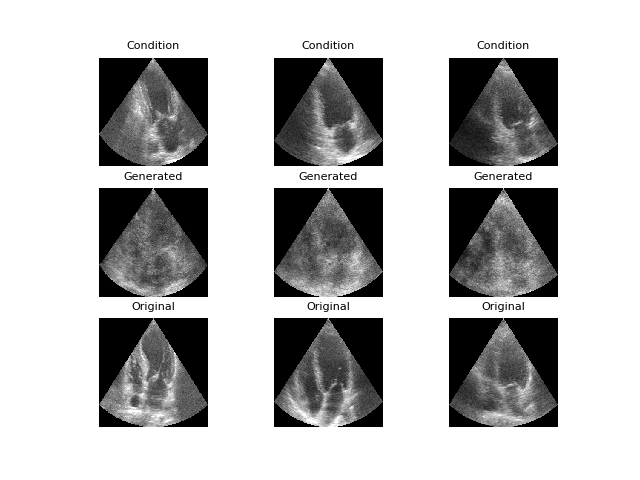 Condition Condition Condition
Generated Generated Generated
Original Original Original